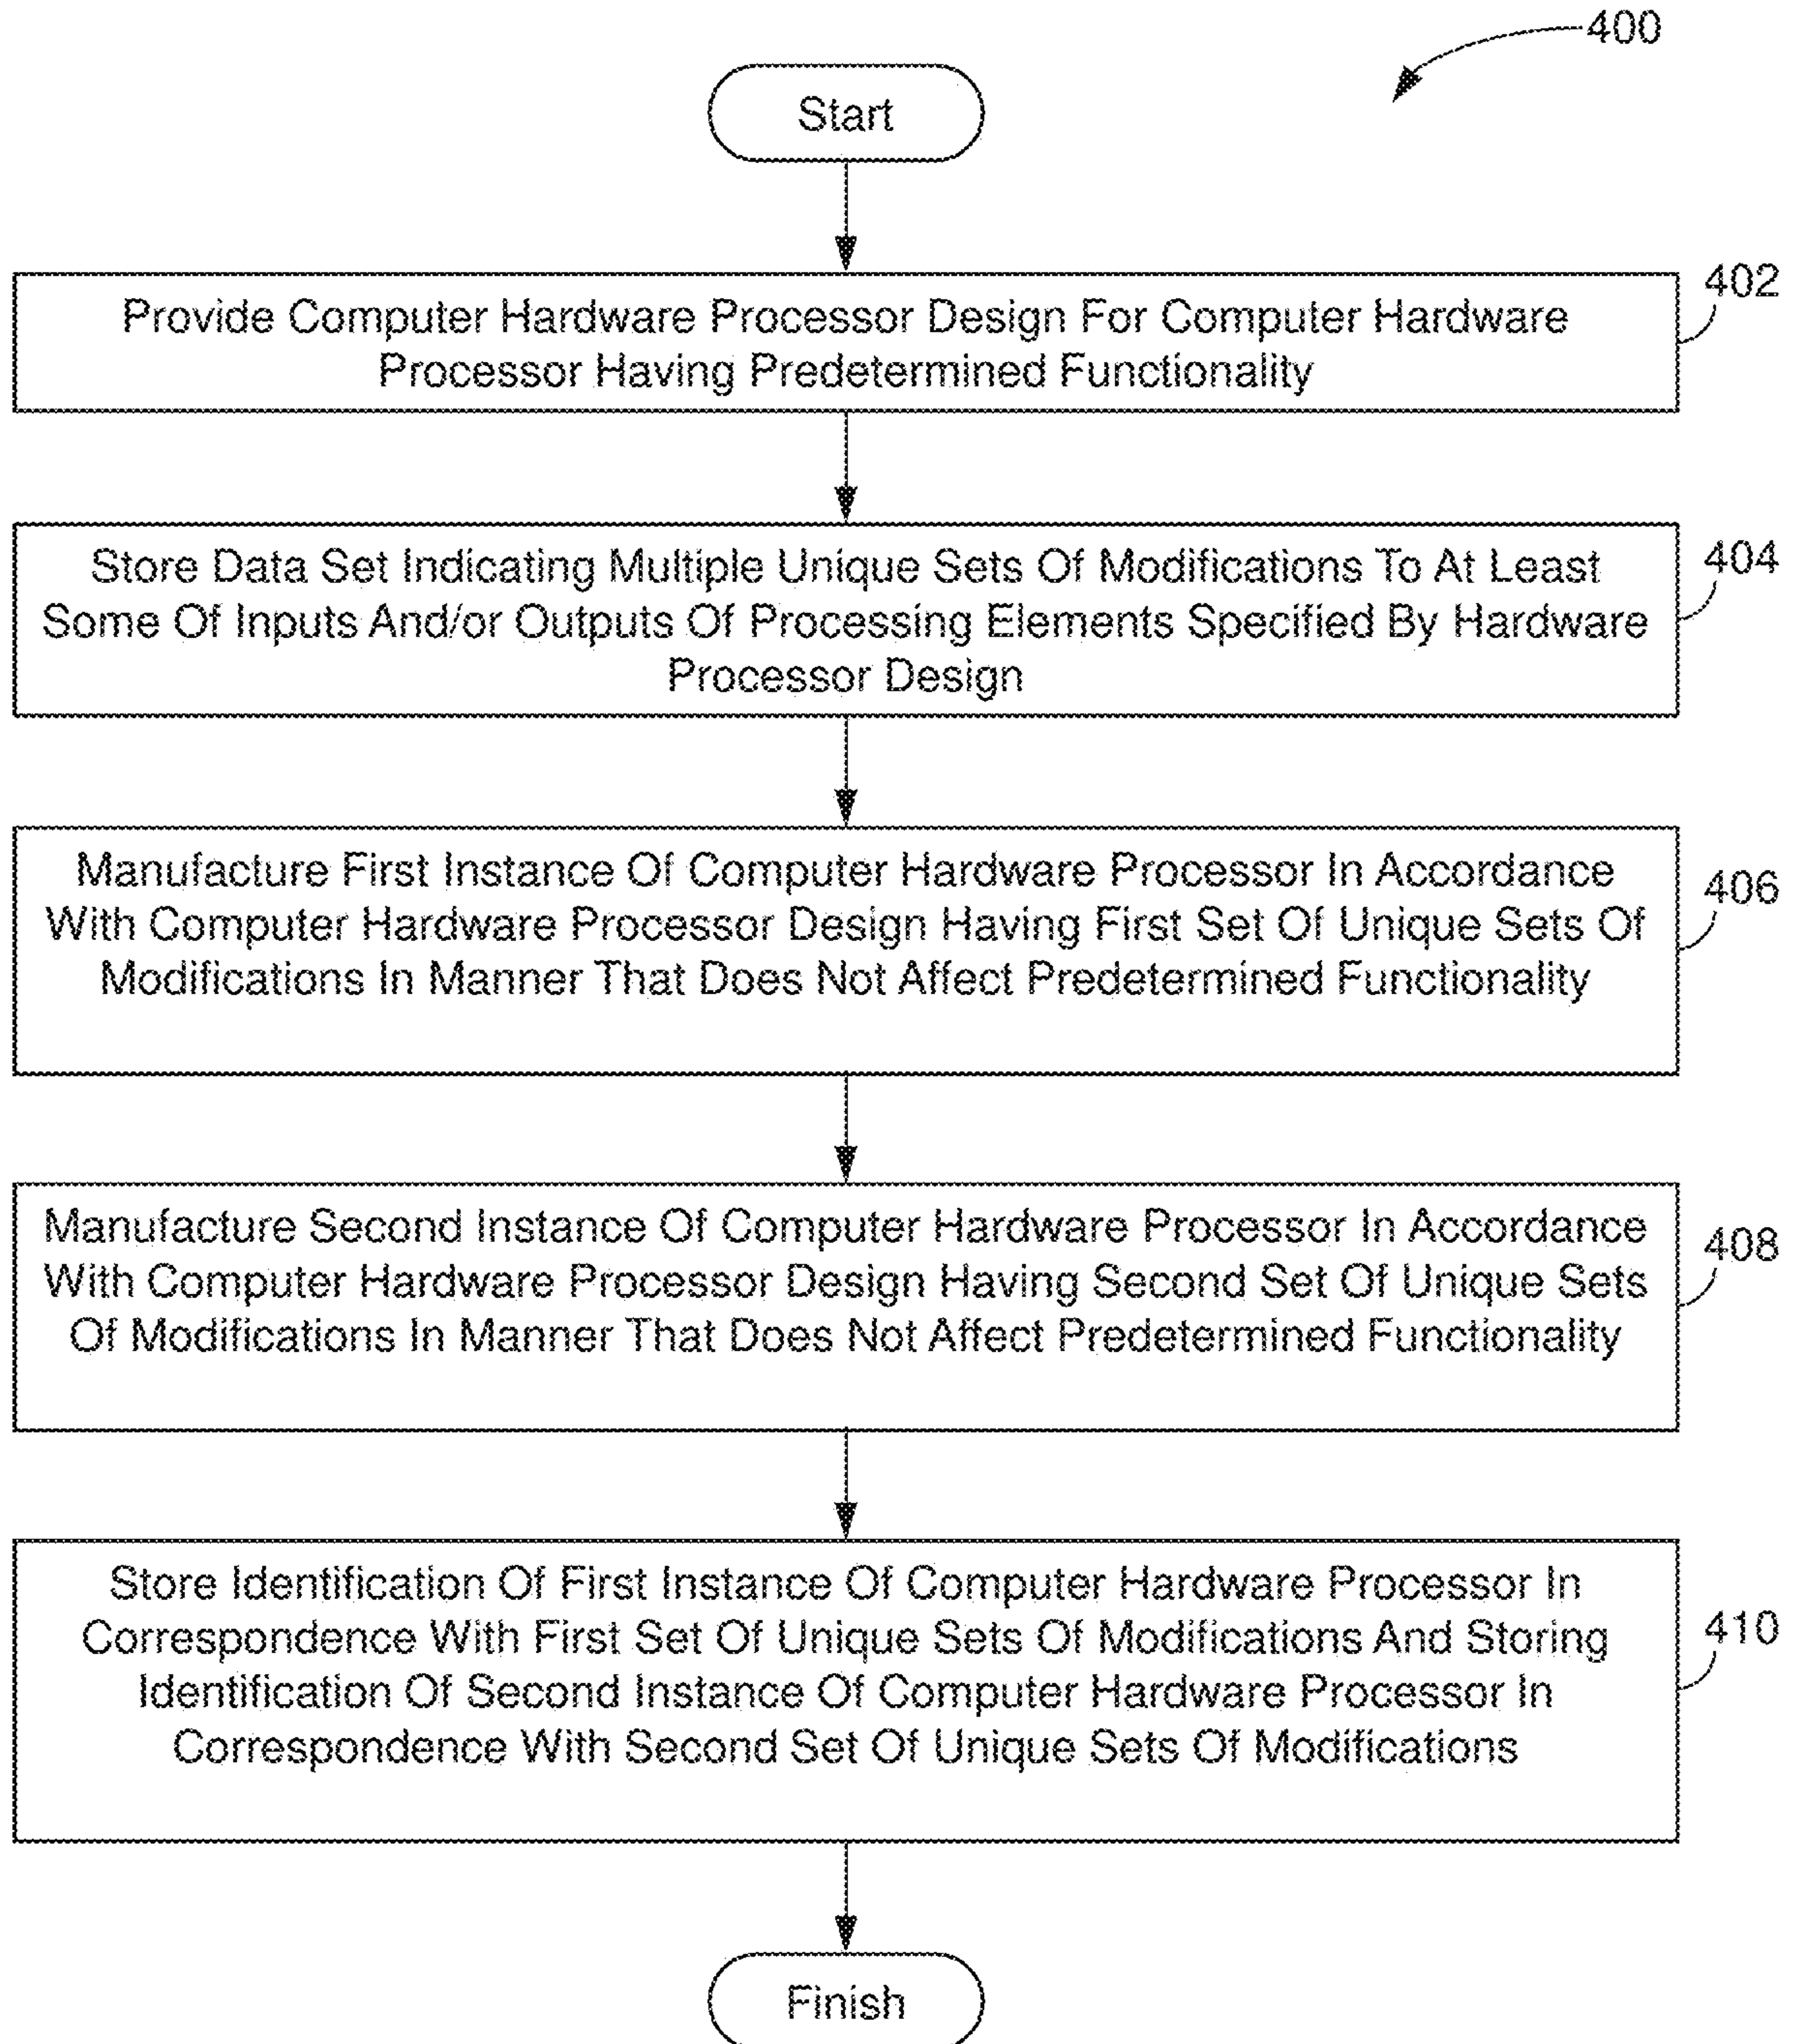 400
Start
402
Provide Computer Hardware Processor Design For Computer Hardware
Processor Having Predetermined Functionality
404
Store Data Set Indicating Multiple Unique Sets Of Modifications To At Least
Some Of Inputs And/or Outputs Of Processing Elements Specified By Hardware
Processor Design
406
Manufacture First Instance Of Computer Hardware Processor In Accordance
With Computer Hardware Processor Design Having First Set Of Unique Sets Of
Modifications In Manner That Does Not Affect Predetermined Functionality
408
Manufacture Second Instance Of Computer Hardware Processor In Accordance
With Computer Hardware Processor Design Having Second Set Of Unique Sets
Of Modifications In Manner That Does Not Affect Predetermined Functionality
410
Store Identification Of First Instance Of Computer Hardware Processor In
Correspondence With First Set Of Unique Sets Of Modifications And Storing
Identification Of Second Instance Of Computer Hardware Processor In
Correspondence With Second Set Of Unique Sets Of Modifications
Finish